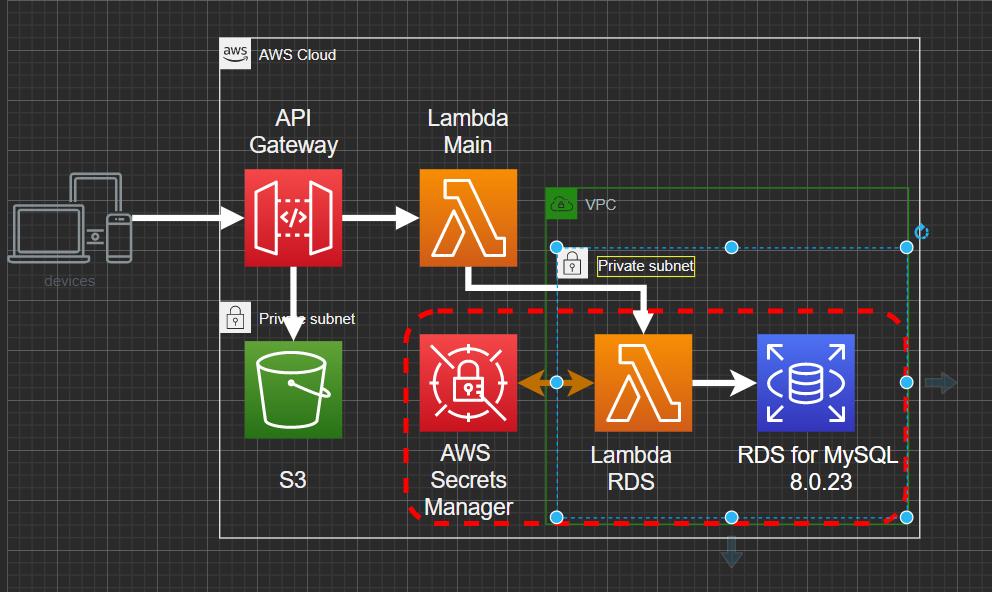 aws
AWS Cloud
API
Gateway
Lambda
Main
</>
VPC
Private subnet
devices
Private subnet
AWS
Secrets
Manager
Lambda
RDS
RDS for MySQL
8.0.23
S3